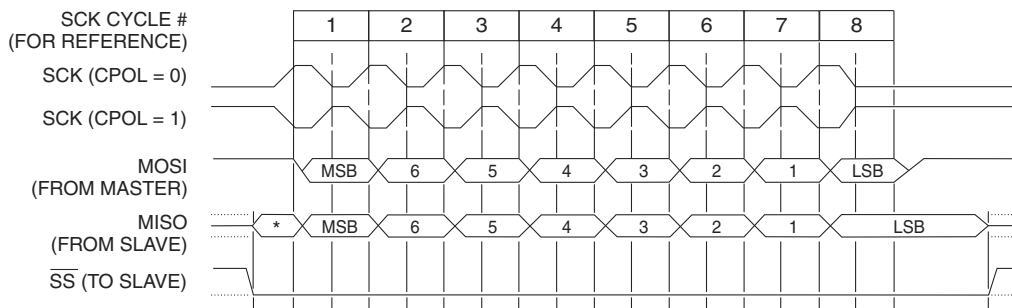 SCK CYCLE #
(FOR REFERENCE)
1 2 3 4 5 6 7 8
SCK (CPOL = 0)
SCK (CPOL = 1)
MOSI
(FROM MASTER)
MSB 6 5 4 3 2 1 LSB
MISO
(FROM SLAVE)
* MSB 6 5 4 3 2 1 LSB
SS (TO SLAVE)